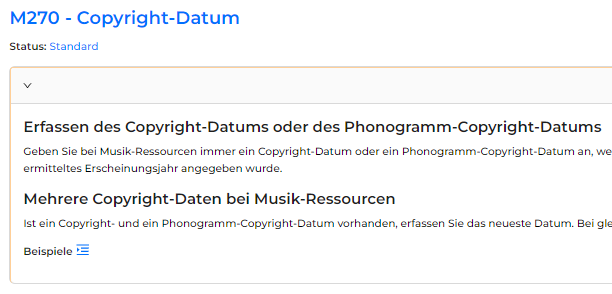 M270 - Copyright-Datum
Status: Standard
Erfassen des Copyright-Datums oder des Phonogramm-Copyright-Datums
Geben Sie bei Musik-Ressourcen immer ein Copyright-Datum oder ein Phonogramm-Copyright-Datum an, we
ermitteltes Erscheinungsjahr angegeben wurde.
Mehrere Copyright-Daten bei Musik-Ressourcen
Ist ein Copyright- und ein Phonogramm-Copyright-Datum vorhanden, erfassen Sie das neueste Datum. Bei gle
Beispiele